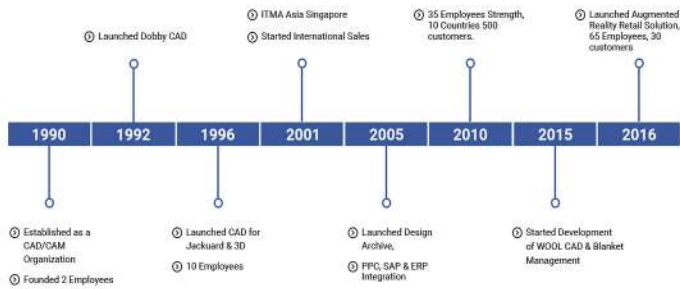 Launched Dobby CAD
ITMA Asia Singapore
Started International Sales
35 Employees Strength,
10 Countries 500
customers.
Launched Augmented
Reality Retail Solution,
65 Employees, 30
customers
1990
1992
1996
2001
2005
2010
2015
2016
Established as a
CAD/CAM
Organization
Founded 2 Employees
Launched CAD for
Jackuard & 3D
10 Employees
Launched Design
Archive,
PPC, SAP & ERP
Integration
Started Development
of WOOL CAD & Blanket
Management